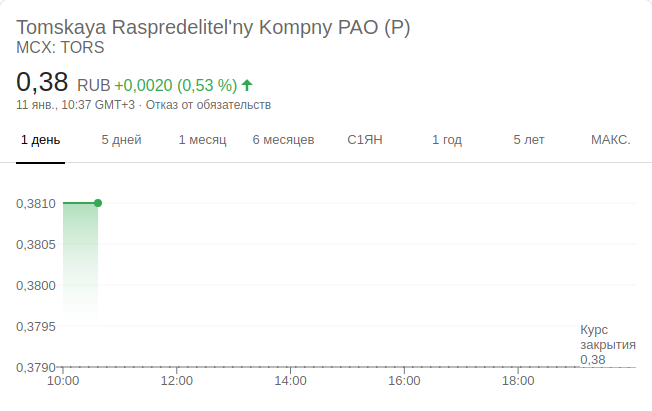 Tomskaya Raspredelitel'ny Kompny PAO (P)
MCX: TORS
0,38 RUB +0,0020 (0,53 %)
11 янв., 10:37 GMT+3 · Отказ от обязательств
1 день 5 дней 1 месяц 6 месяцев С1ЯН 1 год 5 лет МАКС.
0,3810
0,3805
0,3800
0,3795
Курс
закрытия
0,38
0,3790
10:00 12:00 14:00 16:00 18:00